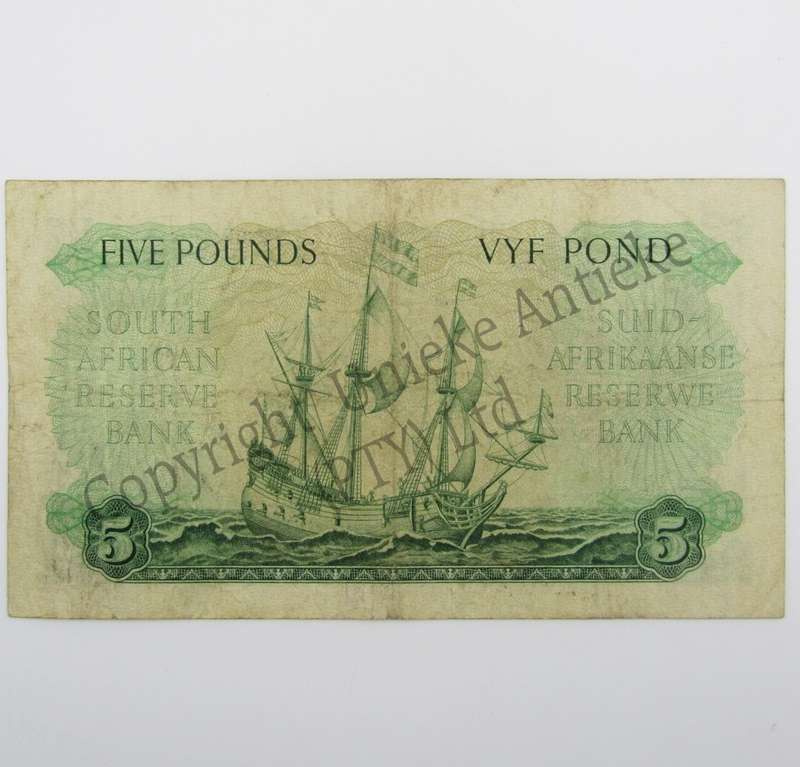 FIVE POUNDS
VYF POND
SOUTH
AFRICAN
RESERVE
BANK
SUID-
AFRIKAANSE
RESERWE
BANK
5
5
Copyright Unieke Antieke
(PTY) Ltd